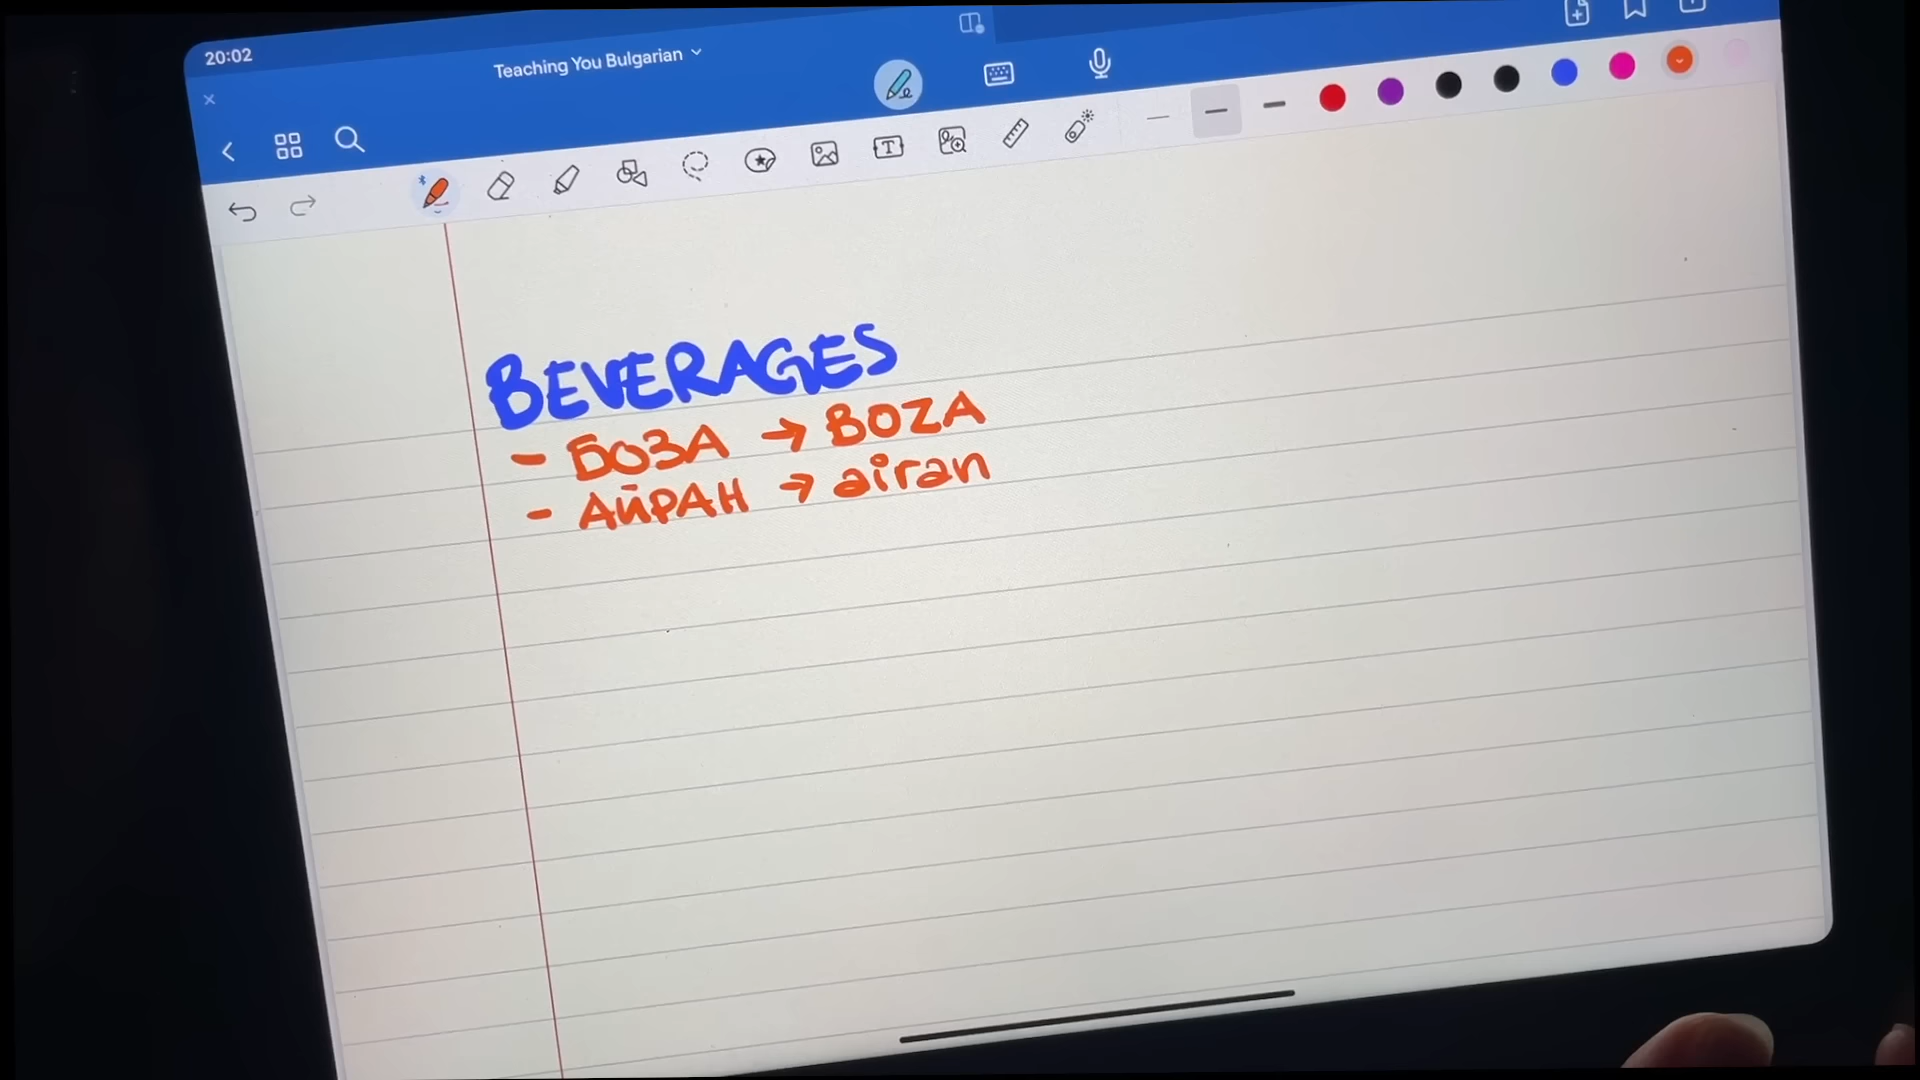 20:02
Teaching You Bulgarian
BEVERAGES
- БОЗА → BOZA
- АЙРАН → airan